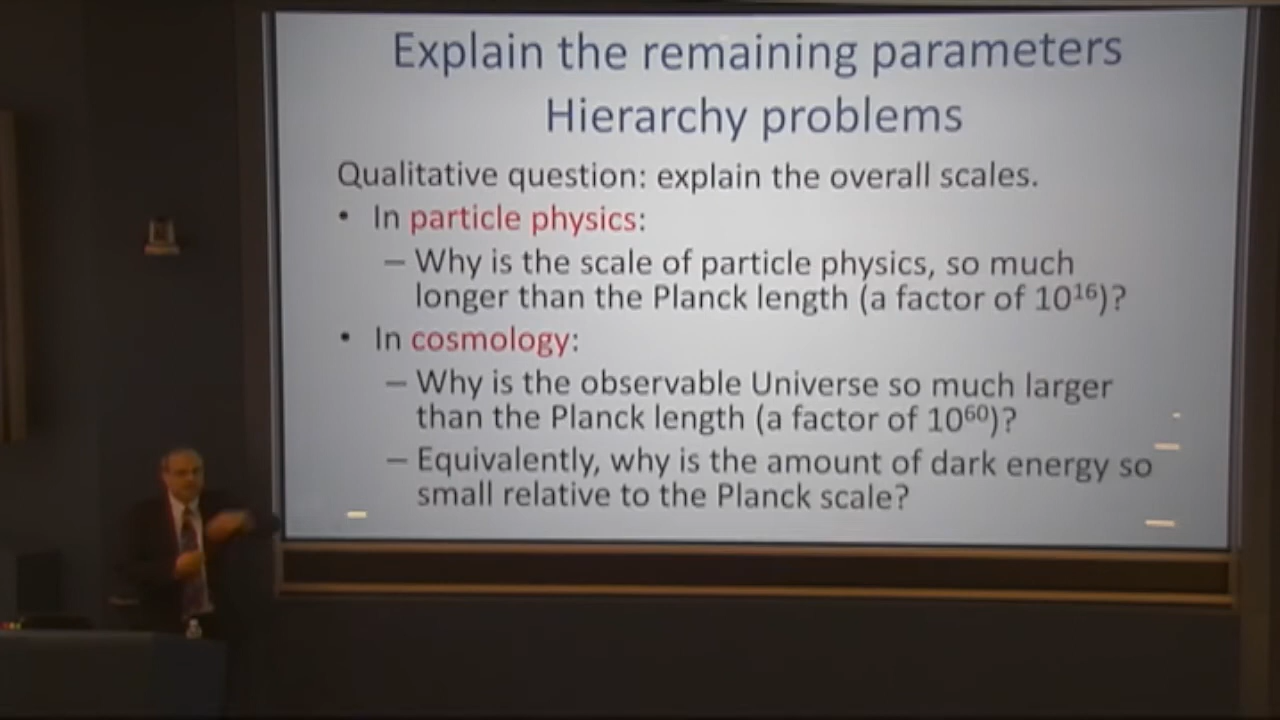 Explain the remaining parameters
Hierarchy problems
Qualitative question: explain the overall scales.
• In particle physics:
– Why is the scale of particle physics, so much
longer than the Planck length (a factor of 10¹⁶)?
• In cosmology:
– Why is the observable Universe so much larger
than the Planck length (a factor of 10⁶⁰)?
– Equivalently, why is the amount of dark energy so
small relative to the Planck scale?